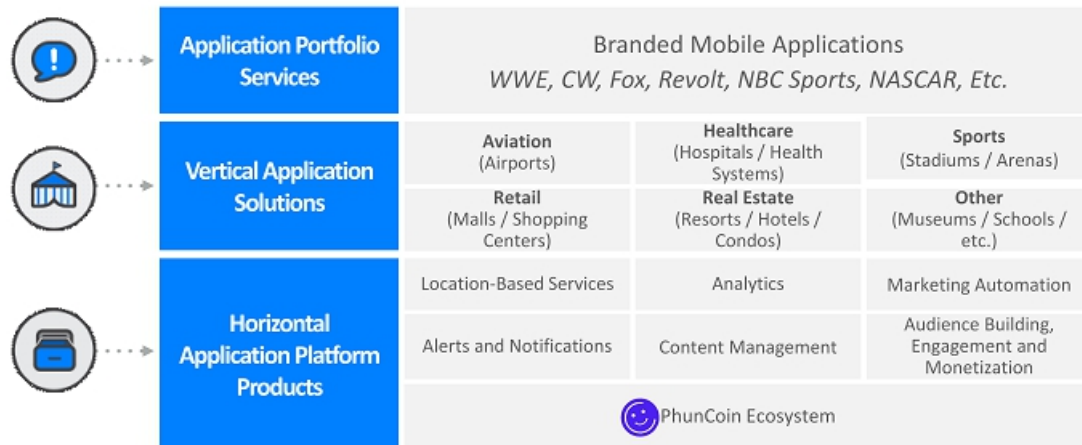 Application Portfolio
Services
Branded Mobile Applications
WWE, CW, Fox, Revolt, NBC Sports, NASCAR, Etc.
Vertical Application
Solutions
Aviation
(Airports)
Healthcare
(Hospitals / Health
Systems)
Sports
(Stadiums / Arenas)
Retail
(Malls / Shopping
Centers)
Real Estate
(Resorts / Hotels /
Condos)
Other
(Museums / Schools /
etc.)
Horizontal
Application Platform
Products
Location-Based Services
Analytics
Marketing Automation
Alerts and Notifications
Content Management
Audience Building,
Engagement and
Monetization
PhunCoin Ecosystem